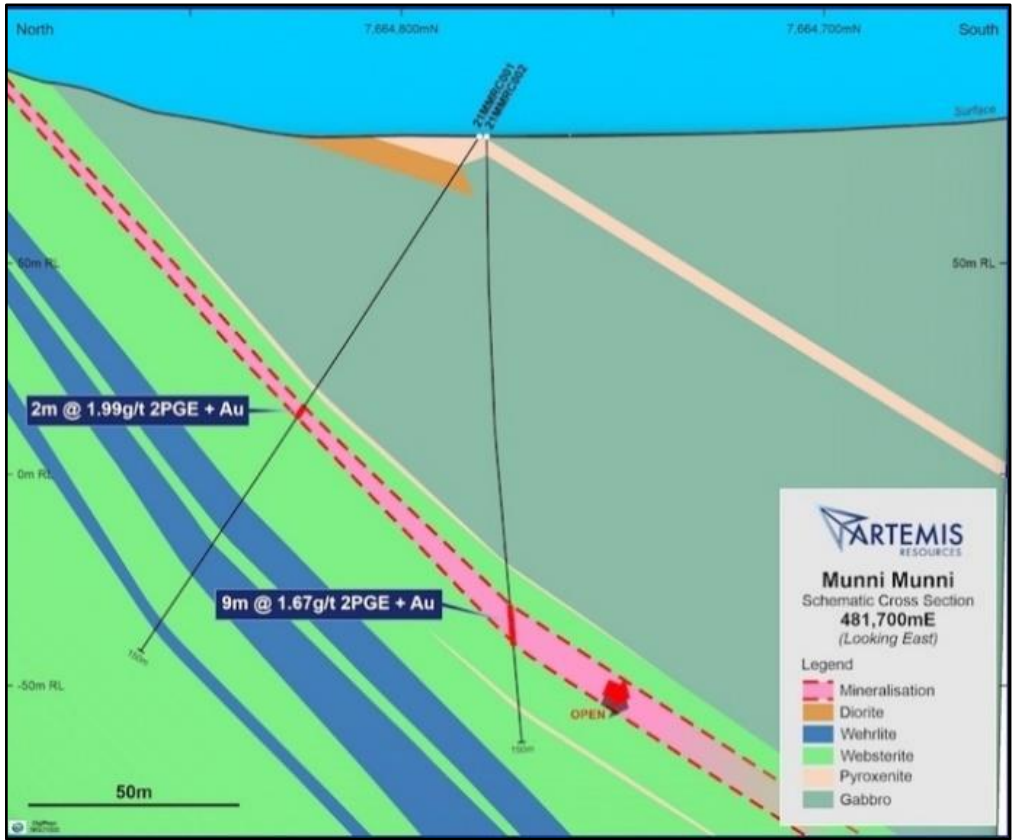 North
7,664,800mN
7,664,700mN
South
21MMRC001
21MMRC002
Surface
50m RL
50m RL
2m @ 1.99g/t 2PGE + Au
0m RL
9m @ 1.67g/t 2PGE + Au
150m
-50m RL
OPEN
150m
50m
ARTEMIS
RESOURCES
Munni Munni
Schematic Cross Section
481,700mE
(Looking East)
Legend
Mineralisation
Diorite
Wehrlite
Websterite
Pyroxenite
Gabbro